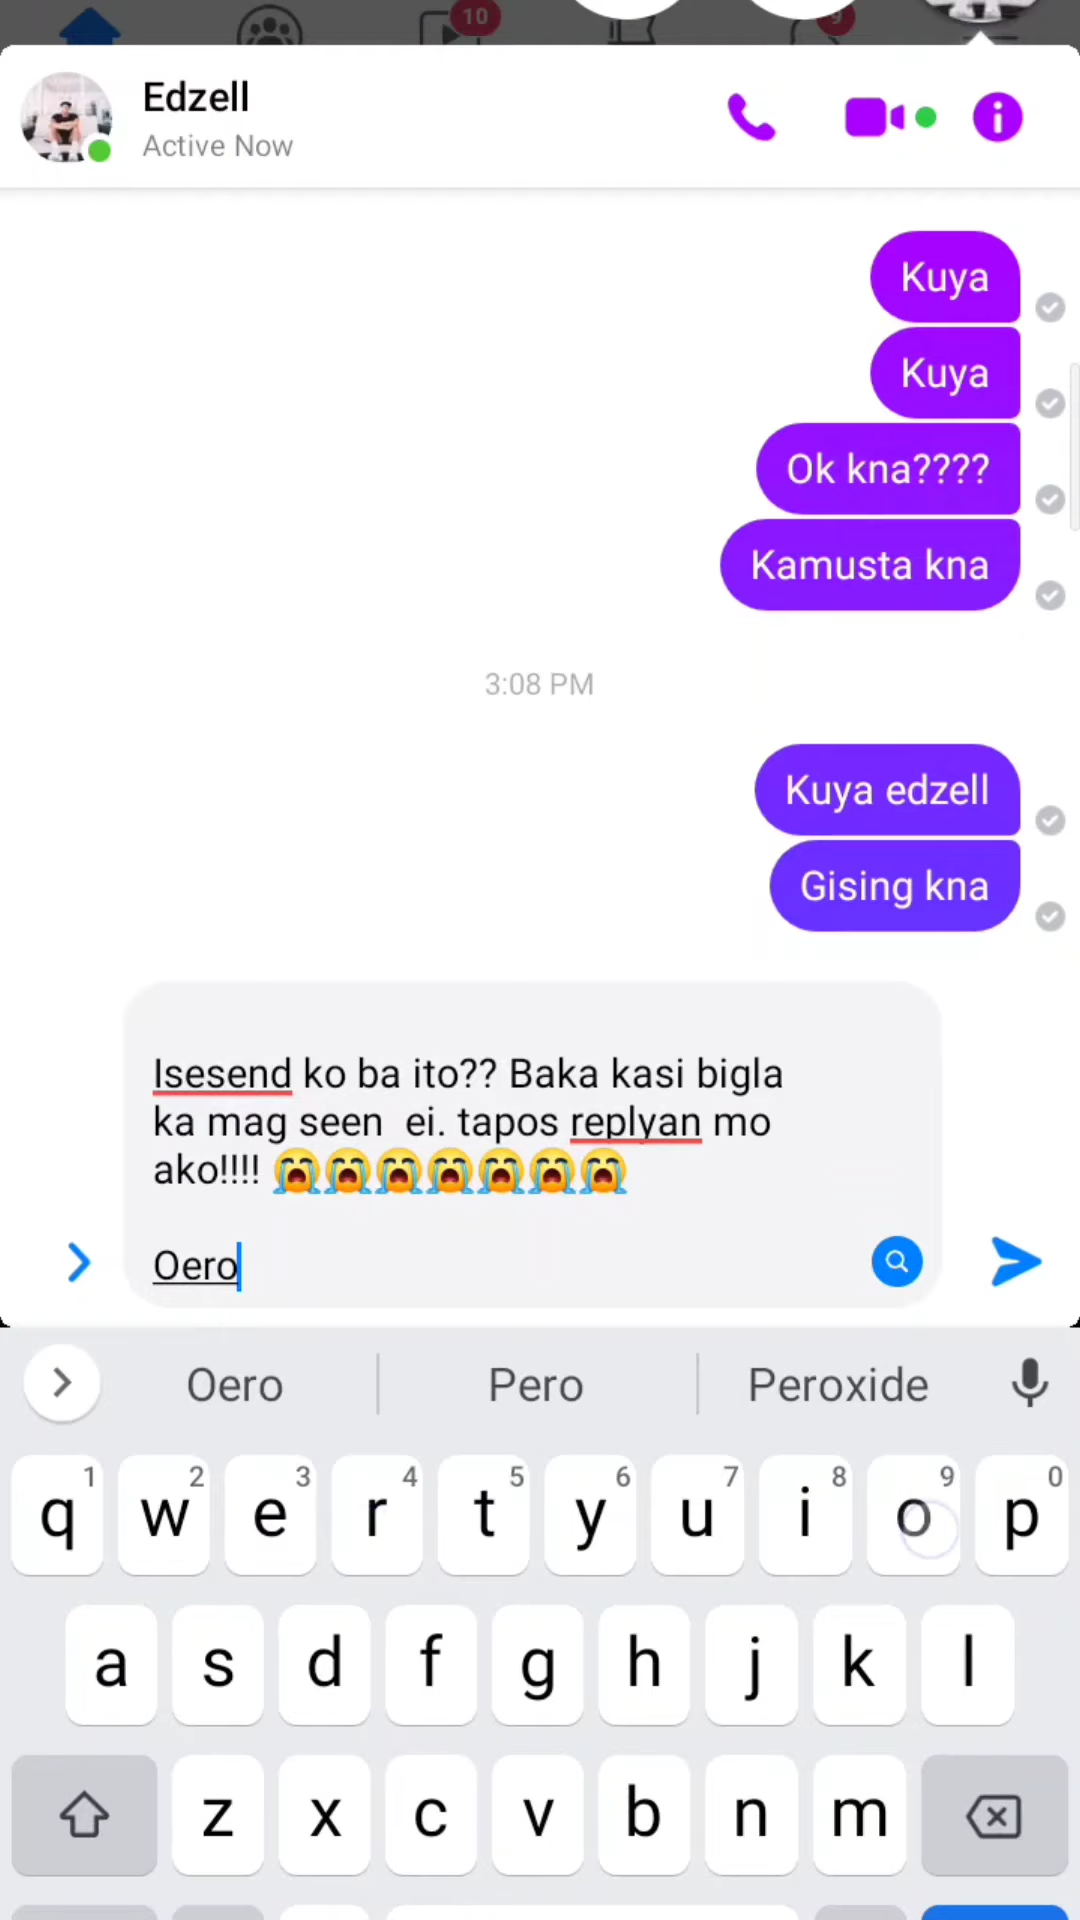 10
9
Edzell
Active Now
Kuya
Kuya
Ok kna????
Kamusta kna
3:08 PM
Kuya edzell
Gising kna
Isesend ko ba ito?? Baka kasi bigla
ka mag seen  ei. tapos replyan mo
ako!!!! 😭😭😭😭😭😭😭
Oero
Oero Pero Peroxide
1 2 3 4 5 6 7 8 9 0
q w e r t y u i o p
a s d f g h j k l
z x c v b n m